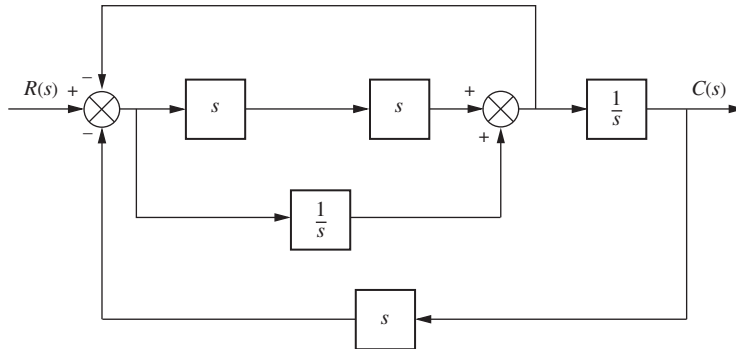 −
R(s) + C(s)
s s + 1/s
−
+
1/s
s